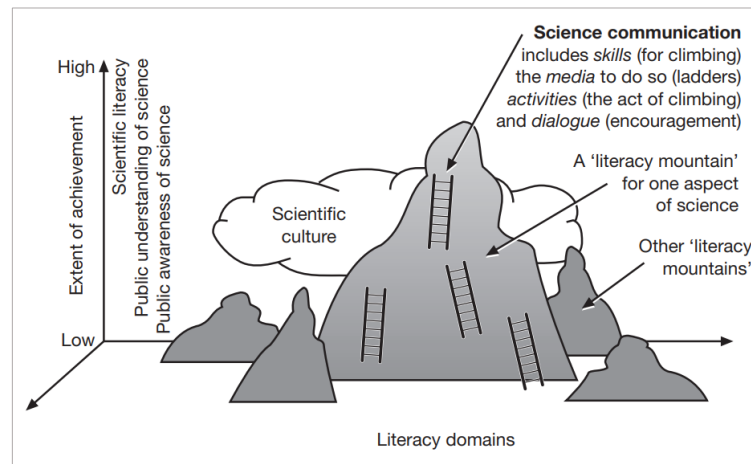 Science communication
includes skills (for climbing)
the media to do so (ladders)
activities (the act of climbing)
and dialogue (encouragement)
High
Extent of achievement
Scientific literacy
Public understanding of science
Public awareness of science
A ‘literacy mountain’
for one aspect
of science
Scientific
culture
Other ‘literacy
mountains’
Low
Literacy domains